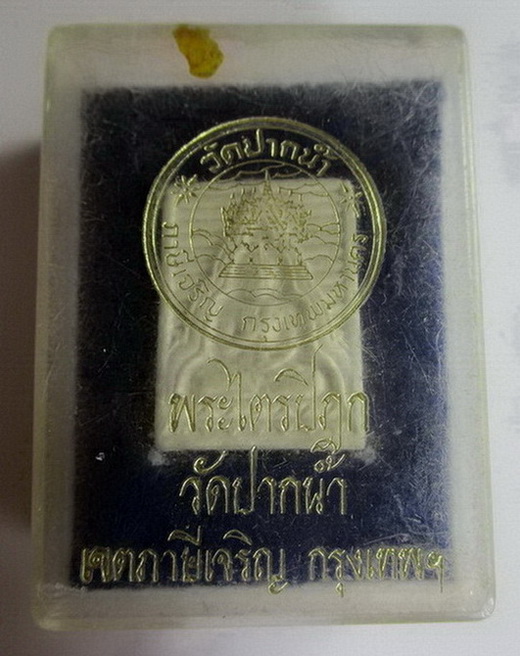 วัดปากน้ำ
ภาษีเจริญ กรุงเทพมหานคร
พระไตรปิฎก
วัดปากน้ำ
เขตภาษีเจริญ กรุงเทพฯ